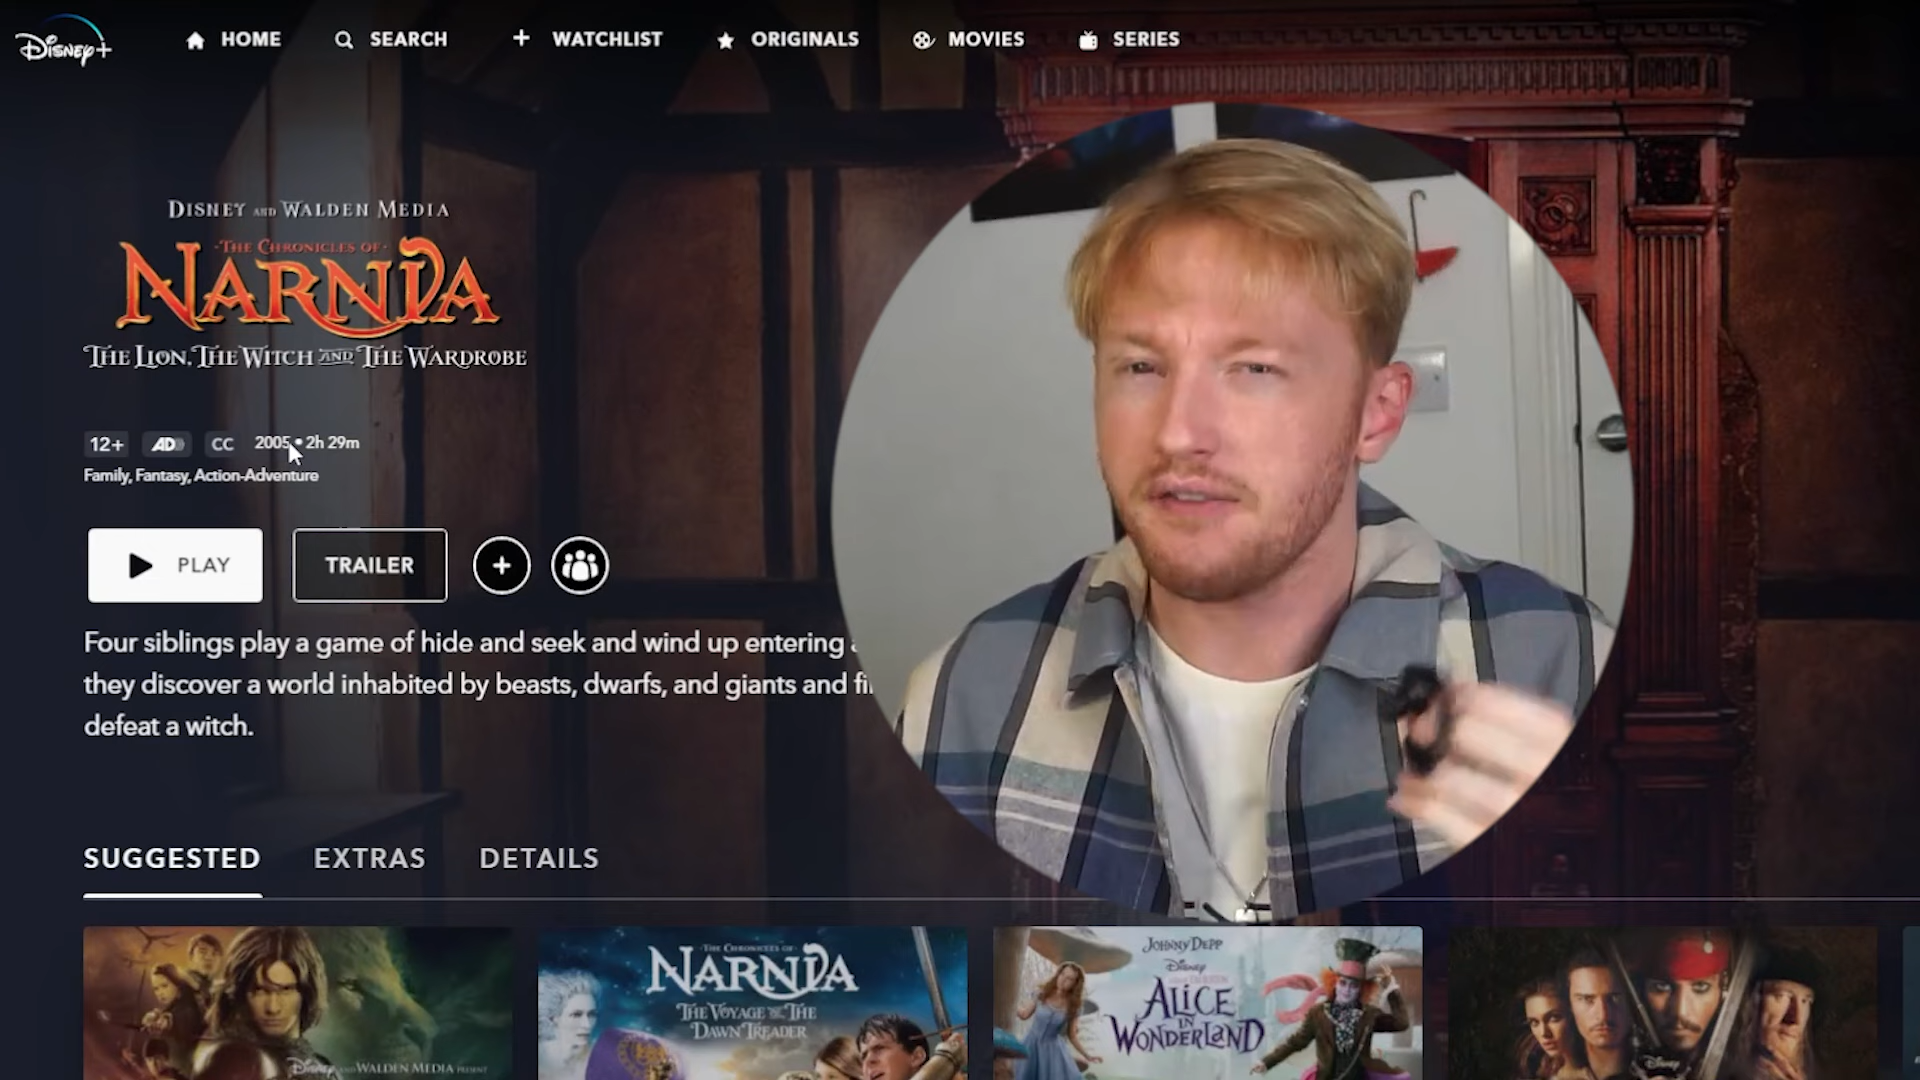 Disney+
HOME
SEARCH
WATCHLIST
ORIGINALS
MOVIES
SERIES
DISNEY AND WALDEN MEDIA
·THE CHRONICLES OF·
NARNIA
THE LION, THE WITCH AND THE WARDROBE
12+ AD CC 2005 • 2h 29m
Family, Fantasy, Action-Adventure
PLAY
TRAILER
Four siblings play a game of hide and seek and wind up entering
they discover a world inhabited by beasts, dwarfs, and giants and
defeat a witch.
SUGGESTED
EXTRAS
DETAILS
DISNEY AND WALDEN MEDIA PRESENT
THE CHRONICLES OF
NARNIA
THE VOYAGE OF THE
DAWN TREADER
JOHNNY DEPP
Disney
ALICE
IN
WONDERLAND
Disney